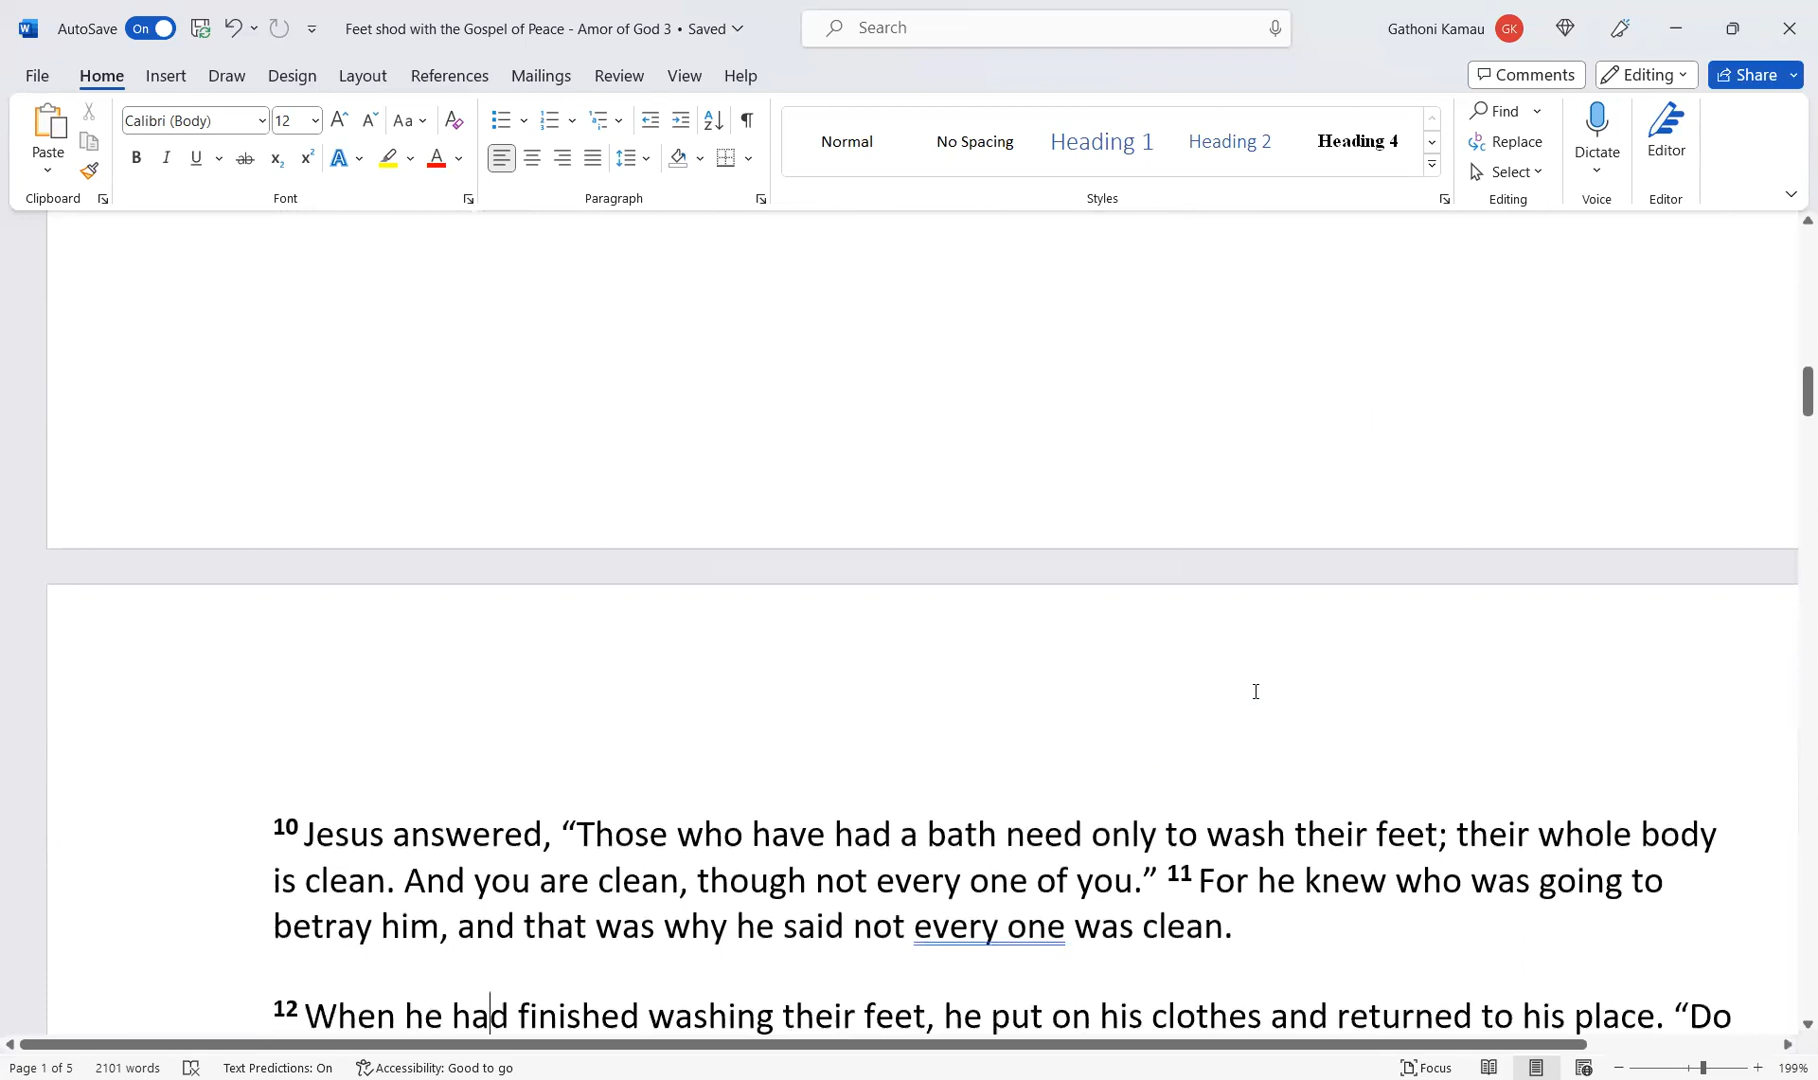 AutoSave On Feet shod with the Gospel of Peace - Amor of God 3 • Saved Search Gathoni Kamau GK
File Home Insert Draw Design Layout References Mailings Review View Help Comments Editing Share
Calibri (Body) 12 Aa
Paste
Normal No Spacing Heading 1 Heading 2 Heading 4
Find
Replace
Select
Dictate
Editor
Clipboard Font Paragraph Styles Editing Voice Editor
10 Jesus answered, “Those who have had a bath need only to wash their feet; their whole body
is clean. And you are clean, though not every one of you.” 11 For he knew who was going to
betray him, and that was why he said not every one was clean.
12 When he had finished washing their feet, he put on his clothes and returned to his place. “Do
Page 1 of 5 2101 words Text Predictions: On Accessibility: Good to go Focus 199%